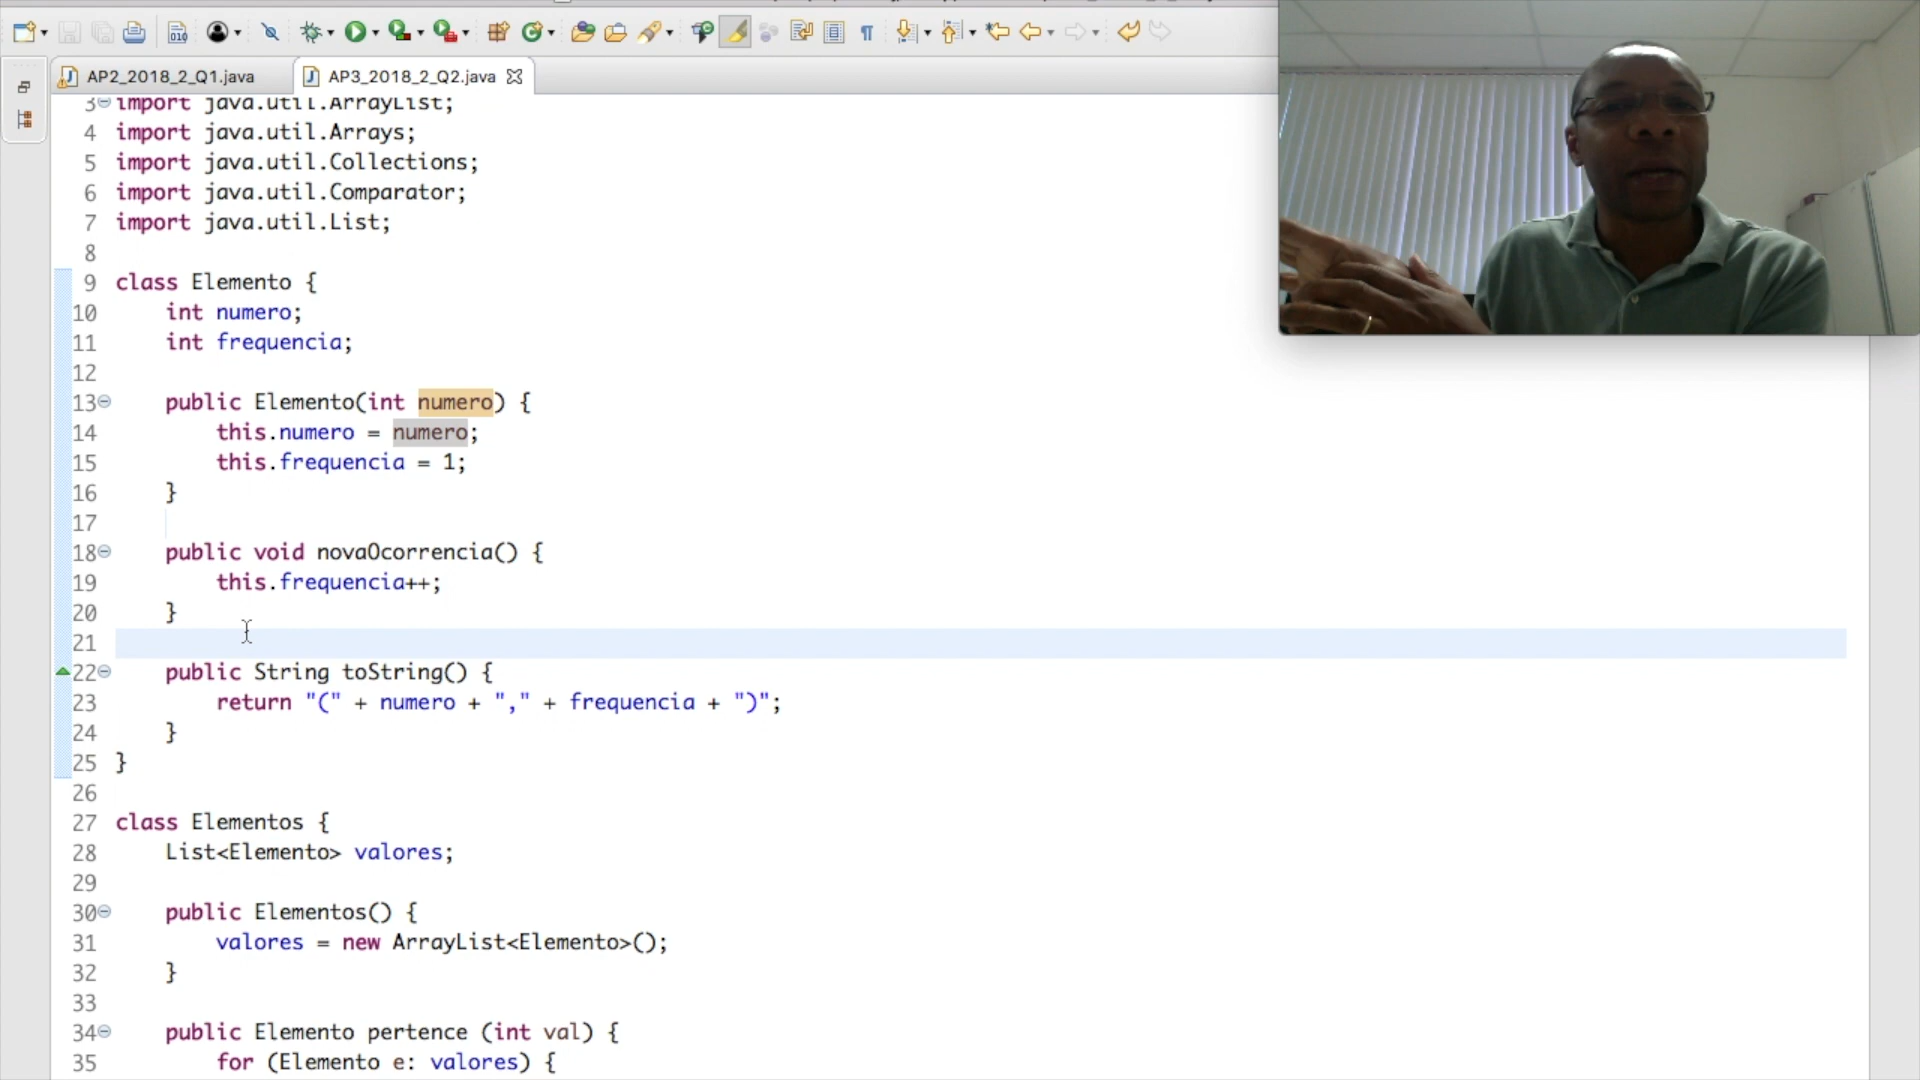 AP2_2018_2_Q1.java
AP3_2018_2_Q2.java
3 import java.util.ArrayList;
4 import java.util.Arrays;
5 import java.util.Collections;
6 import java.util.Comparator;
7 import java.util.List;
8
9 class Elemento {
10 int numero;
11 int frequencia;
12
13 public Elemento(int numero) {
14 this.numero = numero;
15 this.frequencia = 1;
16 }
17
18 public void novaOcorrencia() {
19 this.frequencia++;
20 }
21
22 public String toString() {
23 return "(" + numero + "," + frequencia + ")";
24 }
25 }
26
27 class Elementos {
28 List<Elemento> valores;
29
30 public Elementos() {
31 valores = new ArrayList<Elemento>();
32 }
33
34 public Elemento pertence (int val) {
35 for (Elemento e: valores) {